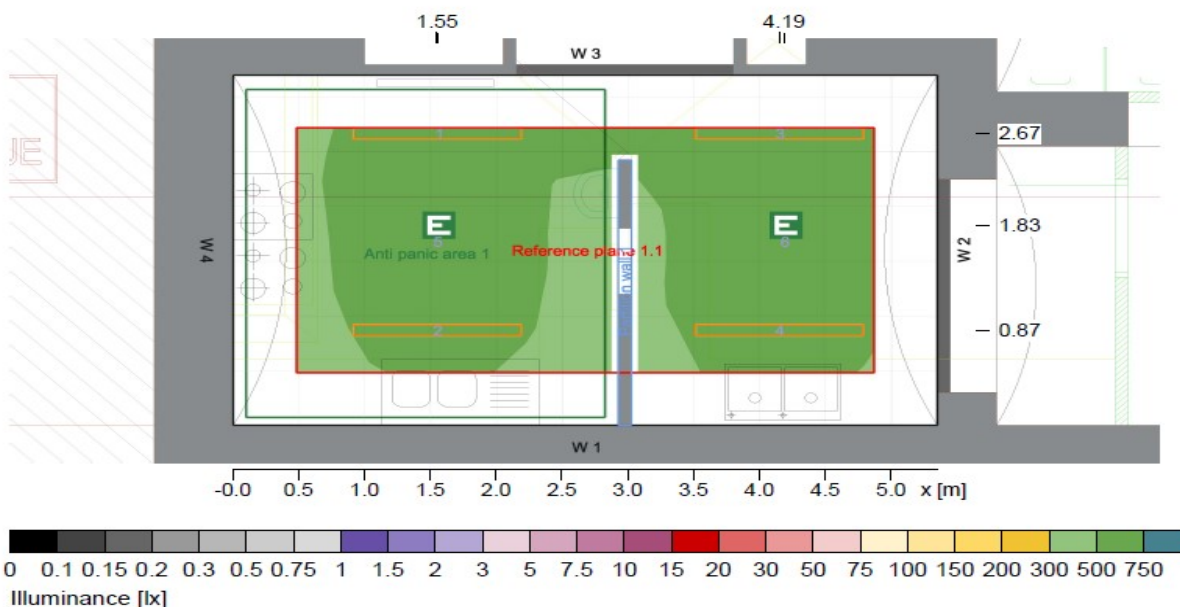 1.55 4.19
W 3
1 3
2.67
UE
E E
1.83
5 6
W 4
Anti panic area 1
Reference plane 1.1
W 2
2 4
0.87
W 1
-0.0 0.5 1.0 1.5 2.0 2.5 3.0 3.5 4.0 4.5 5.0 x [m]
0 0.1 0.15 0.2 0.3 0.5 0.75 1 1.5 2 3 5 7.5 10 15 20 30 50 75 100 150 200 300 500 750
Illuminance [lx]